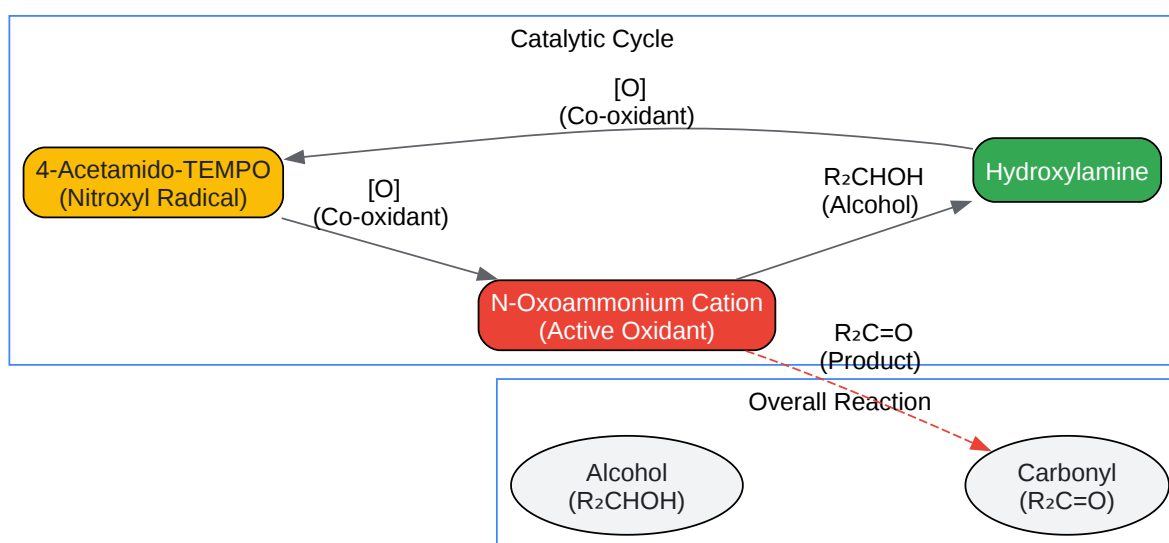 Catalytic Cycle
[O]
(Co-oxidant)
4-Acetamido-TEMPO
(Nitroxyl Radical)
[O]
(Co-oxidant)
R₂CHOH
(Alcohol)
Hydroxylamine
N-Oxoammonium Cation
(Active Oxidant)
R₂C=O
(Product)
Overall Reaction
Alcohol
(R₂CHOH)
Carbonyl
(R₂C=O)